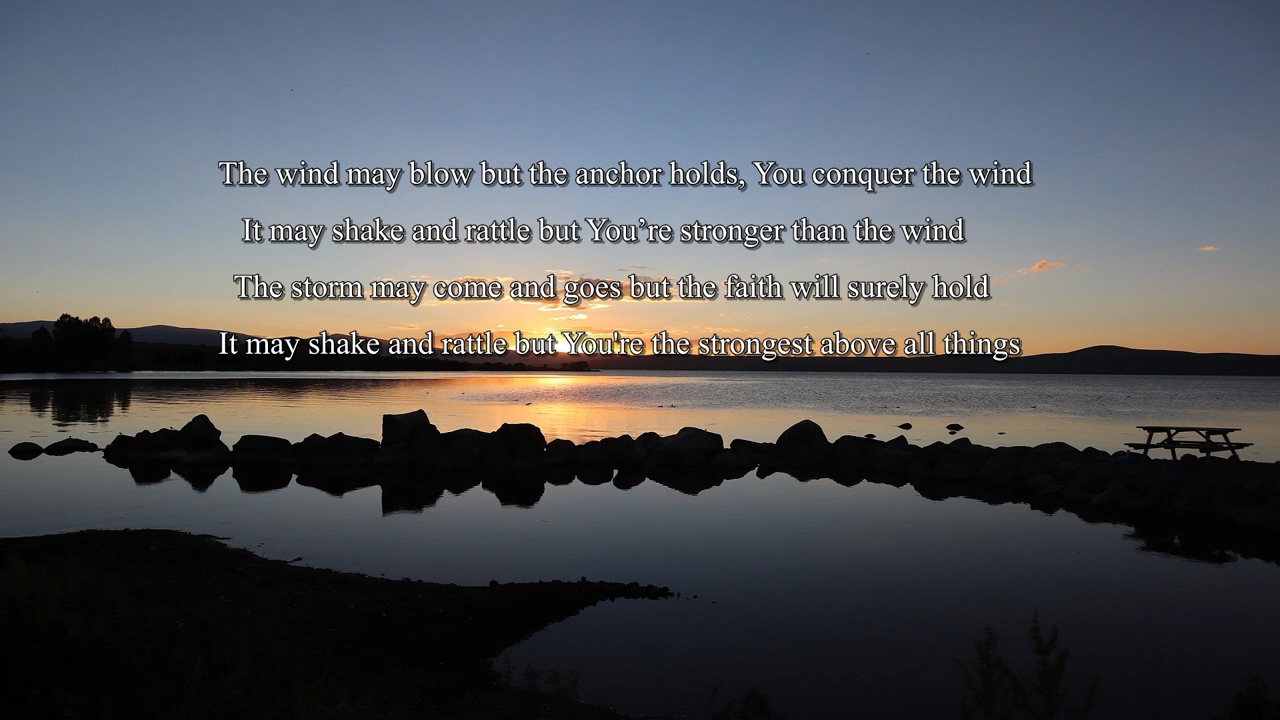 The wind may blow but the anchor holds, You conquer the wind
It may shake and rattle but You’re stronger than the wind
The storm may come and goes but the faith will surely hold
It may shake and rattle but You're the strongest above all things